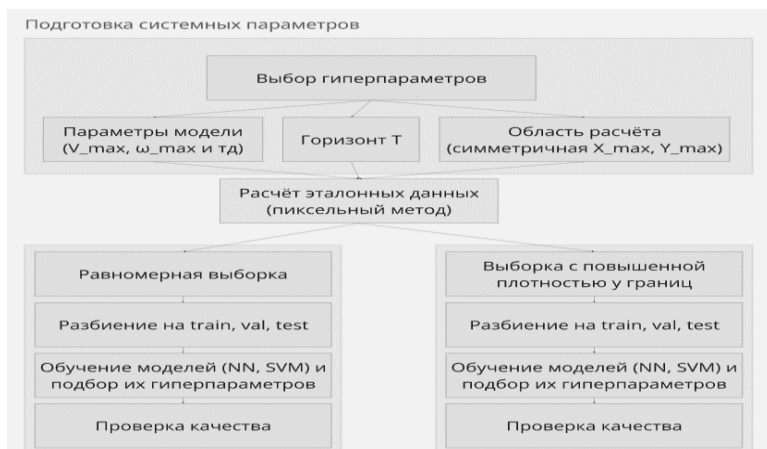 Подготовка системных параметров
Выбор гиперпараметров
Параметры модели
(V_max, ω_max и тд)
Горизонт T
Область расчёта
(симметричная X_max, Y_max)
Расчёт эталонных данных
(пиксельный метод)
Равномерная выборка
Разбиение на train, val, test
Обучение моделей (NN, SVM) и
подбор их гиперпараметров
Проверка качества
Выборка с повышенной
плотностью у границ
Разбиение на train, val, test
Обучение моделей (NN, SVM) и
подбор их гиперпараметров
Проверка качества